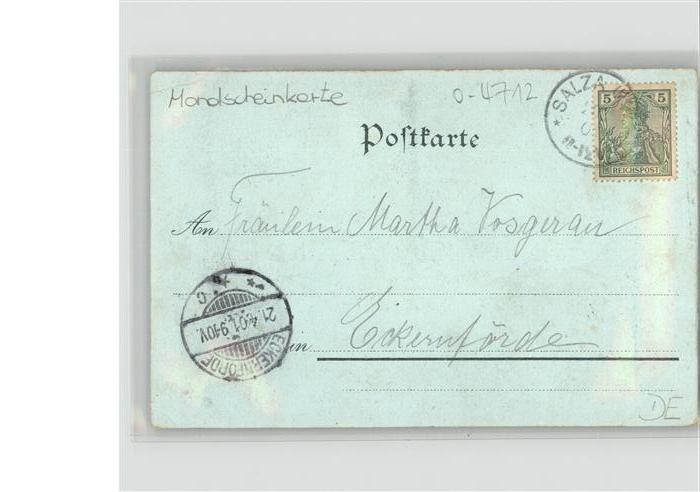 Mondscheinkarte
0-4712
* SALZA
5 5
REICHSPOST
Postkarte
An Fräulein Martha Vosgerau
21.4.01.9-10V.
ECKERNFÖRDE
* * C
in Eckernförde
DE